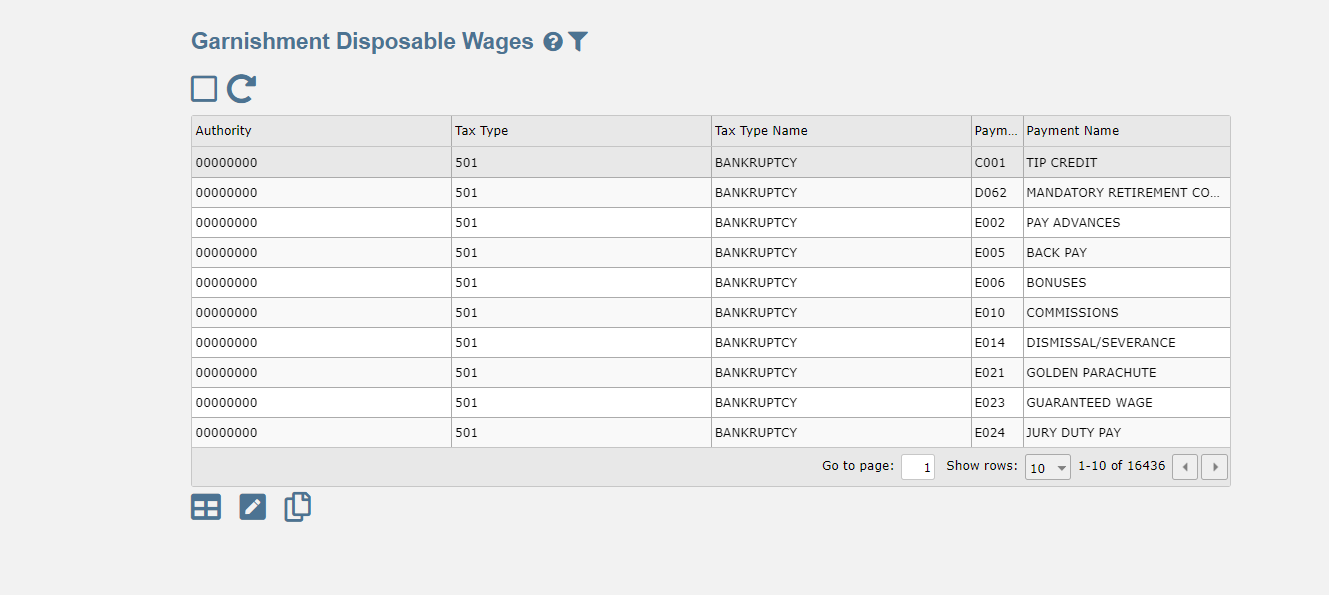 Garnishment Disposable Wages ?
Authority Tax Type Tax Type Name Paym... Payment Name
00000000 501 BANKRUPTCY C001 TIP CREDIT
00000000 501 BANKRUPTCY D062 MANDATORY RETIREMENT CO...
00000000 501 BANKRUPTCY E002 PAY ADVANCES
00000000 501 BANKRUPTCY E005 BACK PAY
00000000 501 BANKRUPTCY E006 BONUSES
00000000 501 BANKRUPTCY E010 COMMISSIONS
00000000 501 BANKRUPTCY E014 DISMISSAL/SEVERANCE
00000000 501 BANKRUPTCY E021 GOLDEN PARACHUTE
00000000 501 BANKRUPTCY E023 GUARANTEED WAGE
00000000 501 BANKRUPTCY E024 JURY DUTY PAY
Go to page: 1 Show rows: 10 1-10 of 16436